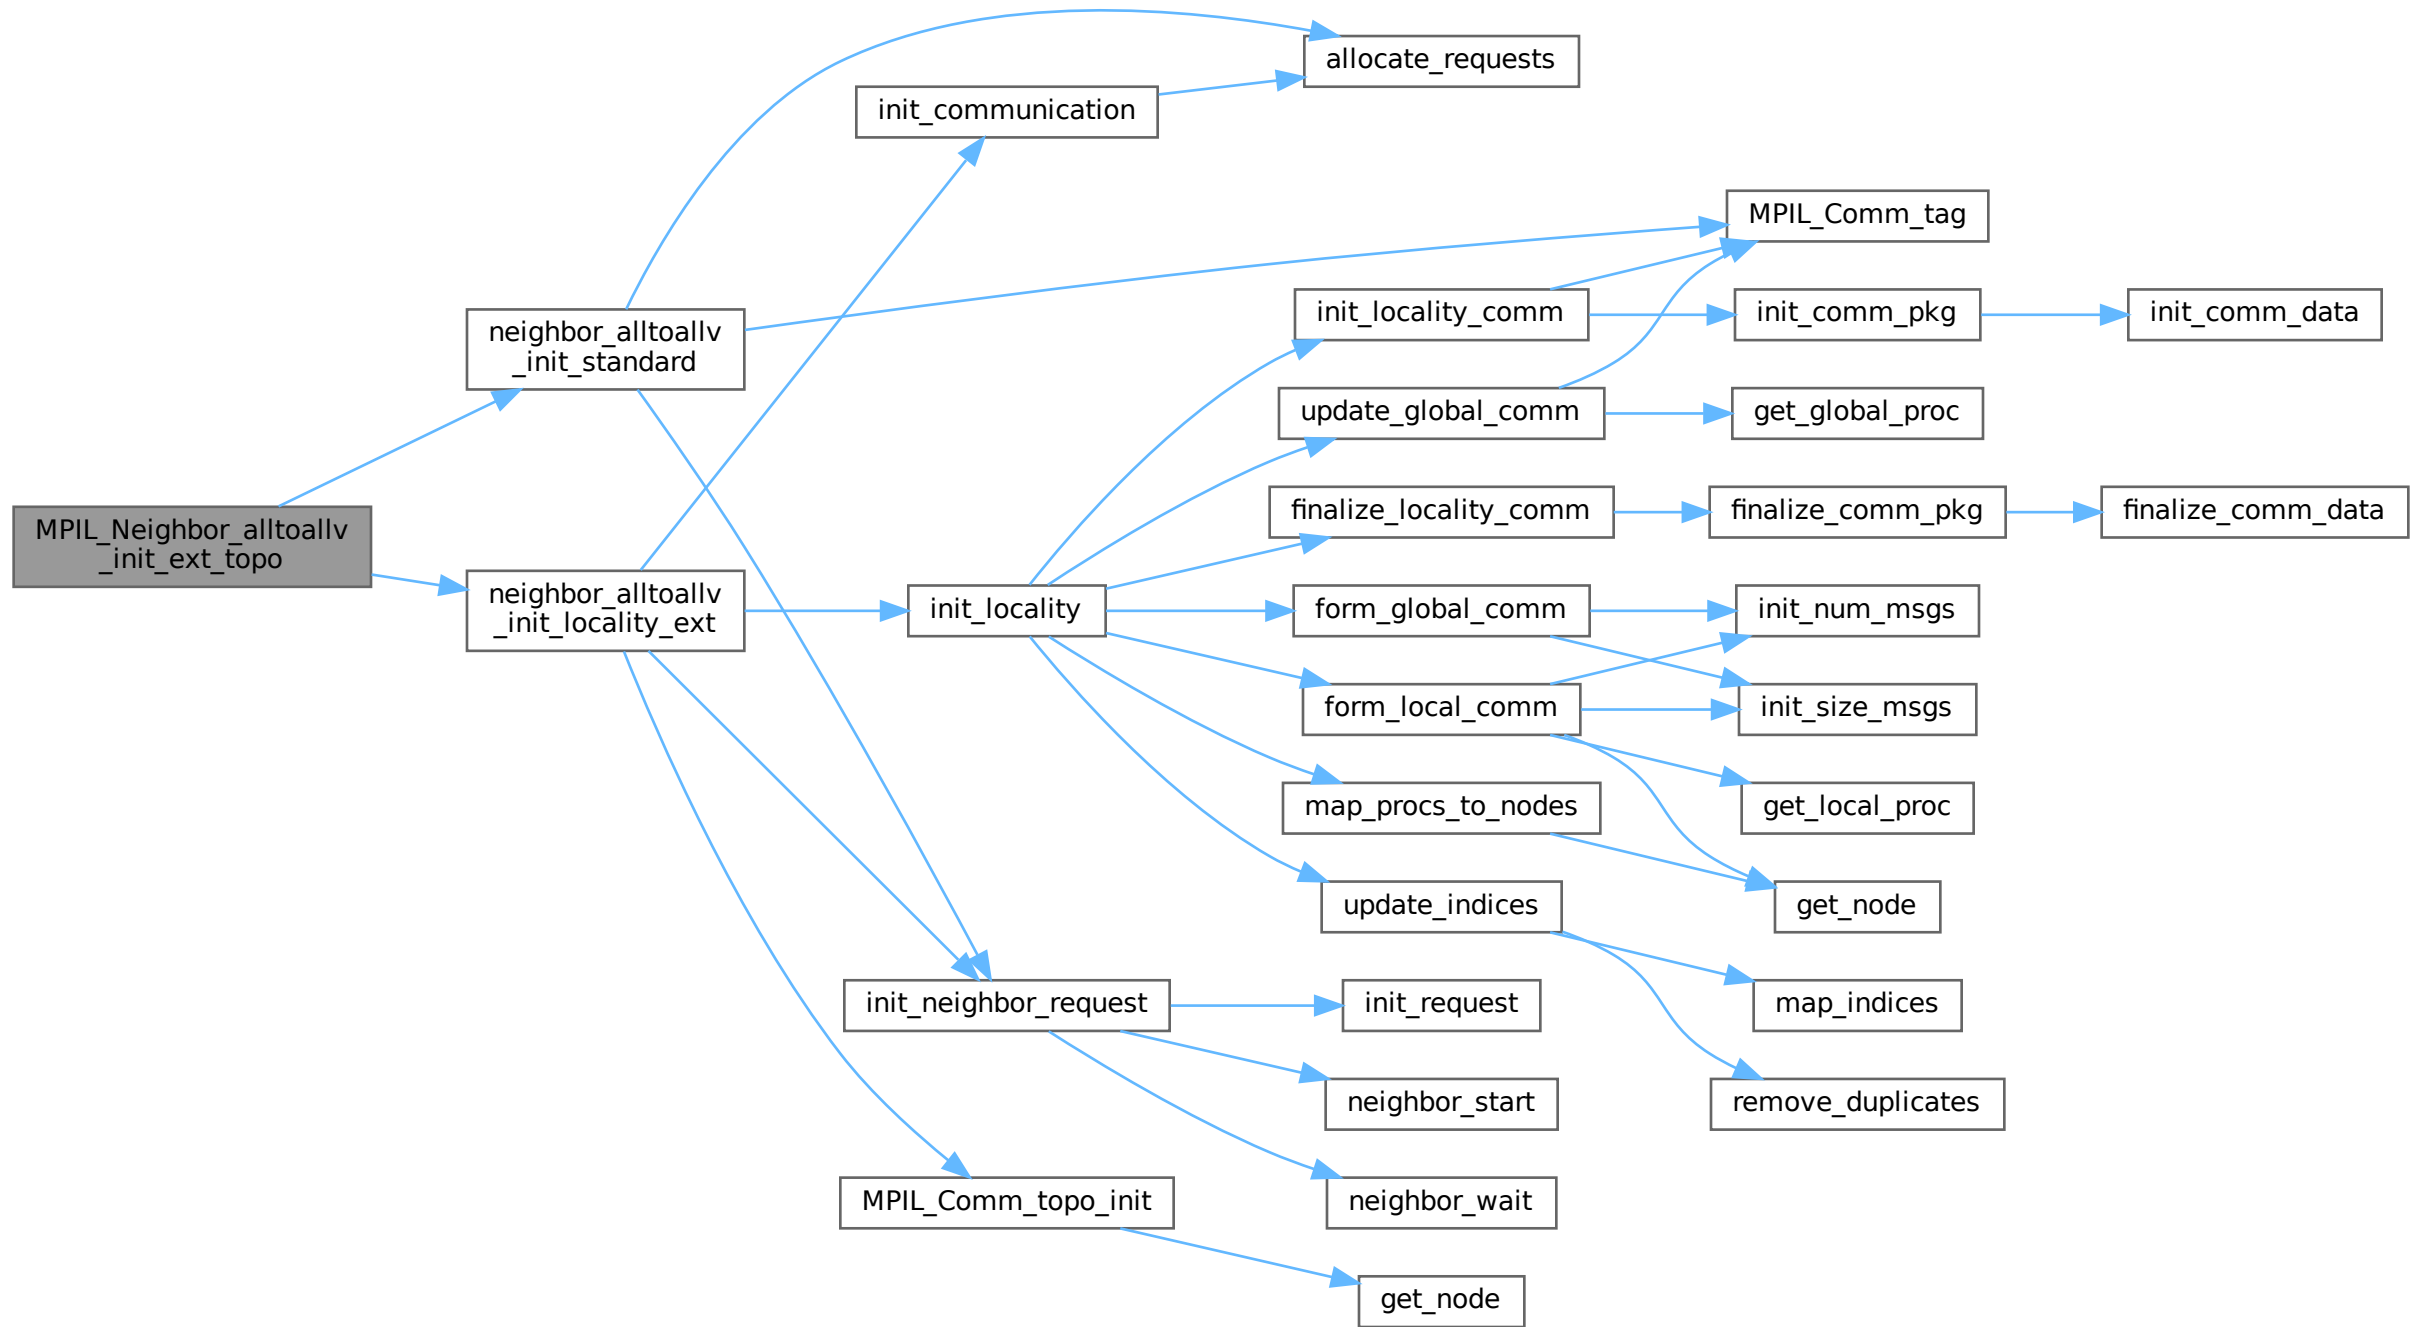 MPIL_Neighbor_alltoallv
_init_ext_topo
neighbor_alltoallv
_init_standard
neighbor_alltoallv
_init_locality_ext
init_communication
init_locality
init_neighbor_request
MPIL_Comm_topo_init
allocate_requests
init_locality_comm
update_global_comm
finalize_locality_comm
form_global_comm
form_local_comm
map_procs_to_nodes
update_indices
init_request
neighbor_start
neighbor_wait
get_node
MPIL_Comm_tag
init_comm_pkg
get_global_proc
finalize_comm_pkg
init_num_msgs
init_size_msgs
get_local_proc
get_node
map_indices
remove_duplicates
init_comm_data
finalize_comm_data